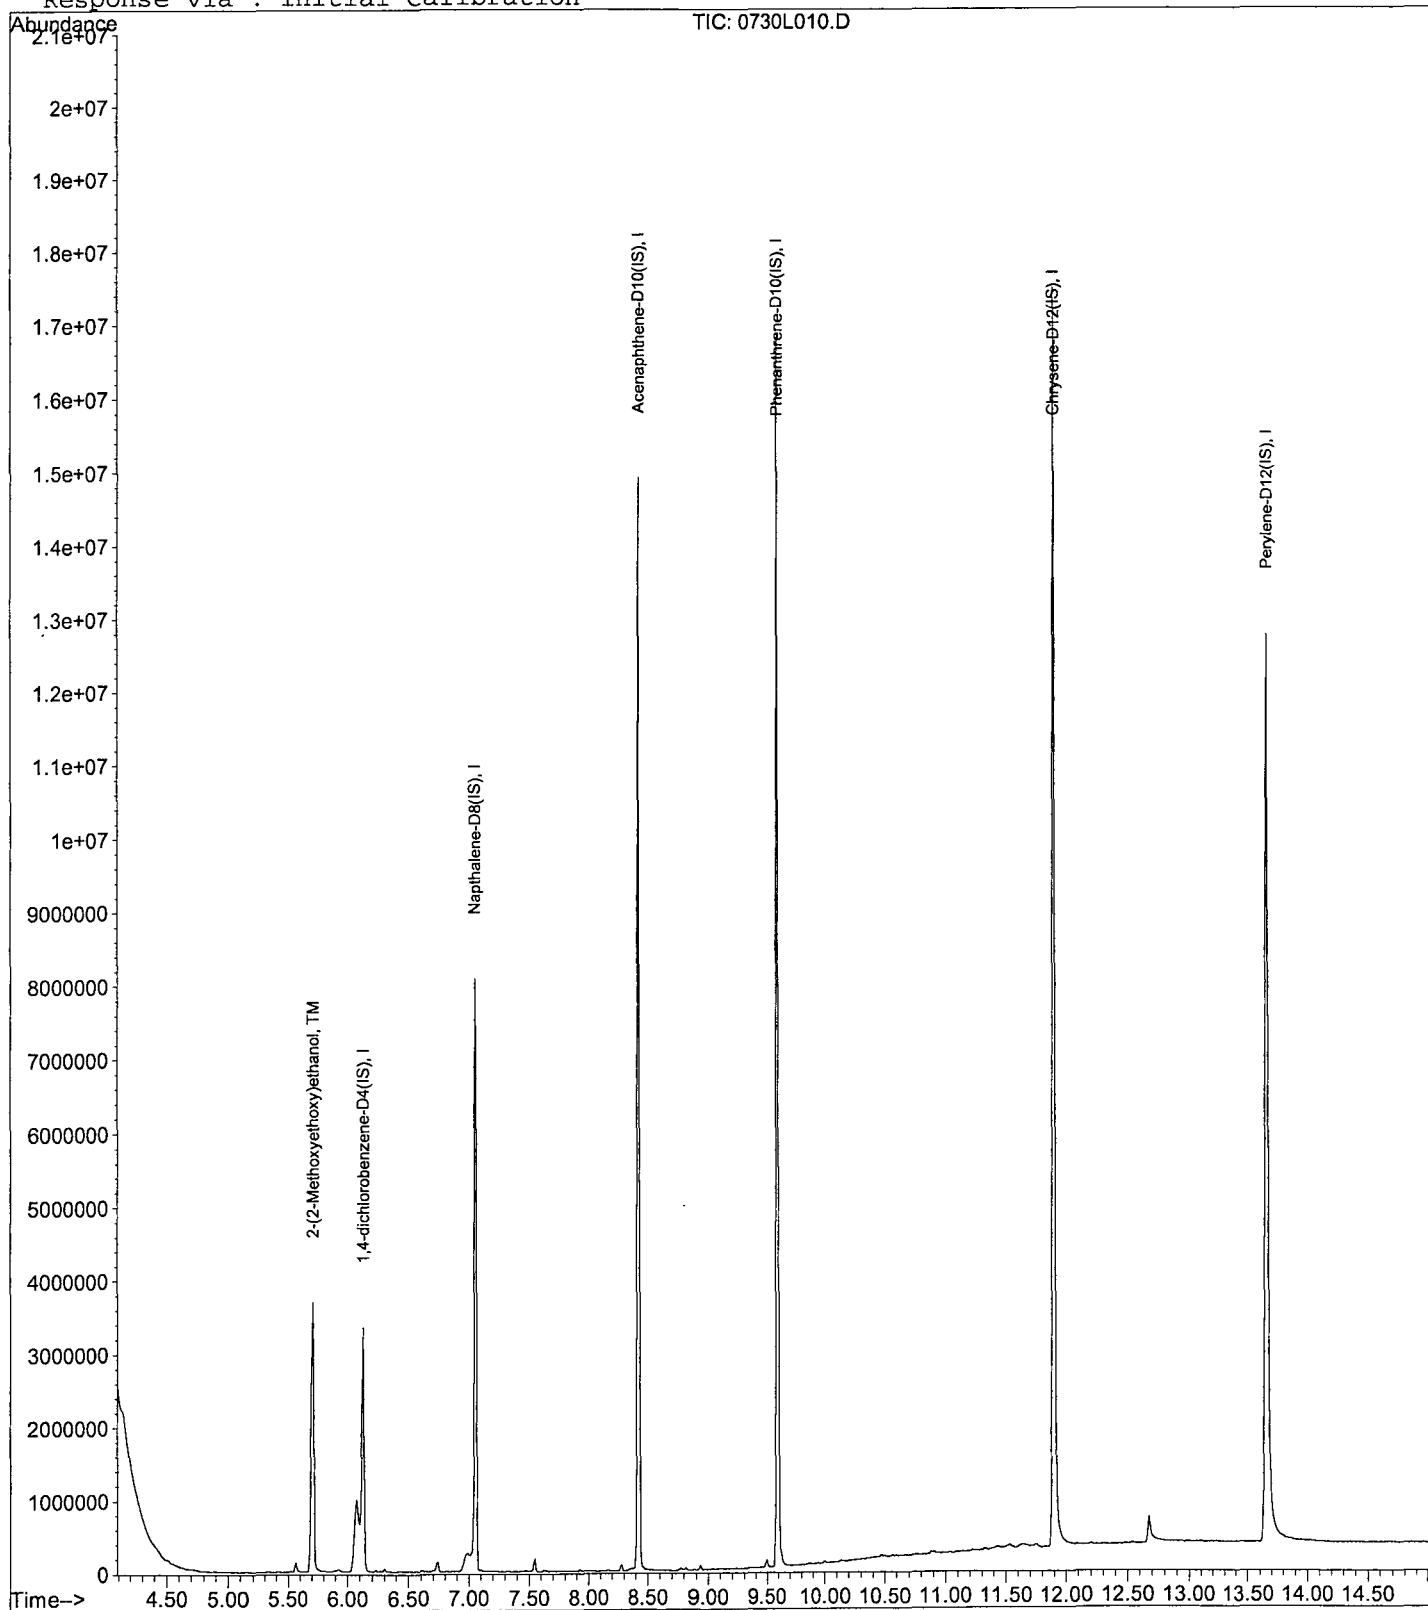 Response via : Initial Calibration
Abundance
TIC: 0730L010.D
2.1e+07
2e+07
1.9e+07
1.8e+07
1.7e+07
1.6e+07
1.5e+07
1.4e+07
1.3e+07
1.2e+07
1.1e+07
1e+07
9000000
8000000
7000000
6000000
5000000
4000000
3000000
2000000
1000000
0
2-(2-Methoxyethoxy)ethanol, TM
1,4-dichlorobenzene-D4(IS), I
Napthalene-D8(IS), I
Acenaphthene-D10(IS), I
Phenanthrene-D10(IS), I
Chrysene-D12(IS), I
Perylene-D12(IS), I
Time--> 4.50 5.00 5.50 6.00 6.50 7.00 7.50 8.00 8.50 9.00 9.50 10.00 10.50 11.00 11.50 12.00 12.50 13.00 13.50 14.00 14.50